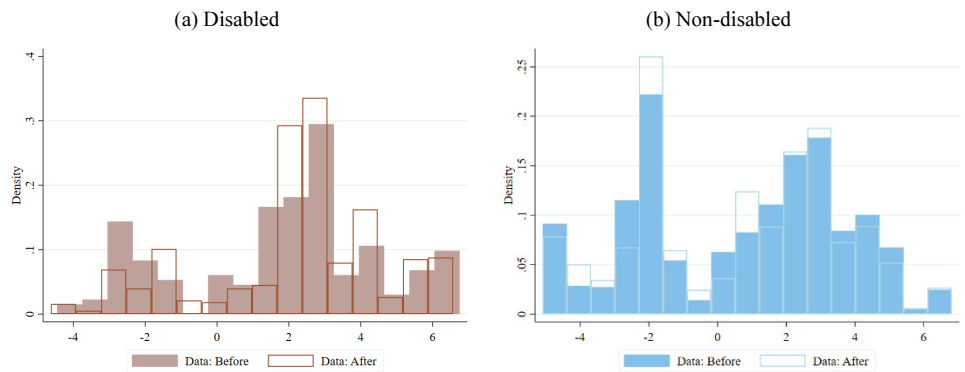 (a) Disabled
.4
.3
.2
.1
0
Density
-4 -2 0 2 4 6
Data: Before Data: After
(b) Non-disabled
.25
.2
.15
.1
.05
0
Density
-4 -2 0 2 4 6
Data: Before Data: After